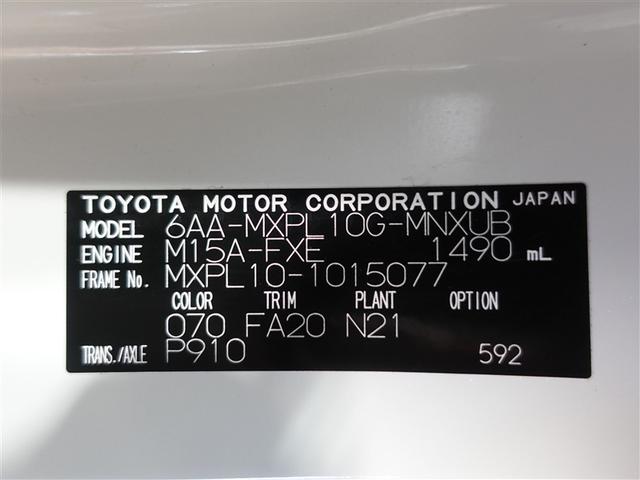 TOYOTA MOTOR CORPORATION JAPAN
MODEL 6AA-MXPL10G-MNXUB
ENGINE M15A-FXE 1490 mL
FRAME No. MXPL10-1015077
COLOR TRIM PLANT OPTION
070 FA20 N21
TRANS./AXLE P910 592